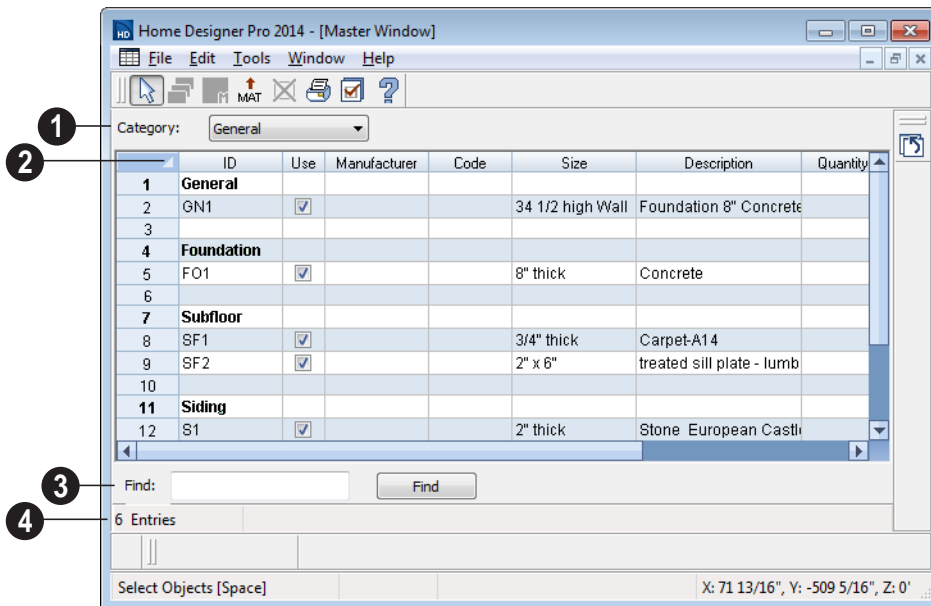 HD Home Designer Pro 2014 - [Master Window]
File Edit Tools Window Help
M MAT
1 Category: General
2 ID Use Manufacturer Code Size Description Quantity
1 General
2 GN1 34 1/2 high Wall Foundation 8" Concrete
3
4 Foundation
5 FO1 8" thick Concrete
6
7 Subfloor
8 SF1 3/4" thick Carpet-A14
9 SF2 2" x 6" treated sill plate - lumb
10
11 Siding
12 S1 2" thick Stone European Castl
3 Find: Find
4 6 Entries
Select Objects [Space] X: 71 13/16", Y: -509 5/16", Z: 0'